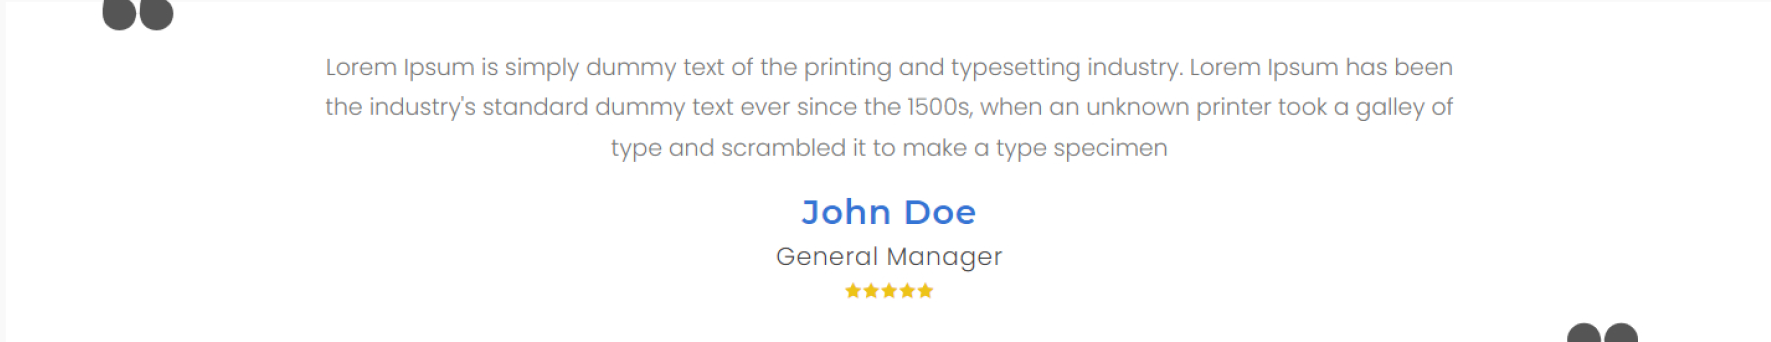 Lorem Ipsum is simply dummy text of the printing and typesetting industry. Lorem Ipsum has been
the industry's standard dummy text ever since the 1500s, when an unknown printer took a galley of
type and scrambled it to make a type specimen
John Doe
General Manager